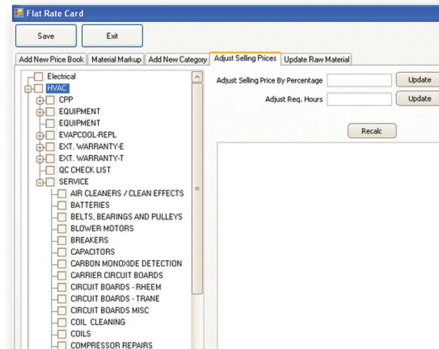 Flat Rate Card
Save Exit
Add New Price Book Material Markup Add New Category Adjust Selling Prices Update Raw Material
Electrical
HVAC
CPP
EQUIPMENT
EQUIPMENT
EVAPCOOL-REPL
EXT. WARRANTY-E
EXT. WARRANTY-T
QC CHECK LIST
SERVICE
AIR CLEANERS / CLEAN EFFECTS
BATTERIES
BELTS, BEARINGS AND PULLEYS
BLOWER MOTORS
BREAKERS
CAPACITORS
CARBON MONOXIDE DETECTION
CARRIER CIRCUIT BOARDS
CIRCUIT BOARDS - RHEEM
CIRCUIT BOARDS - TRANE
CIRCUIT BOARDS MISC
COIL CLEANING
COILS
COMPRESSOR REPAIRS
Adjust Selling Price By Percentage Update
Adjust Req. Hours Update
Recalc